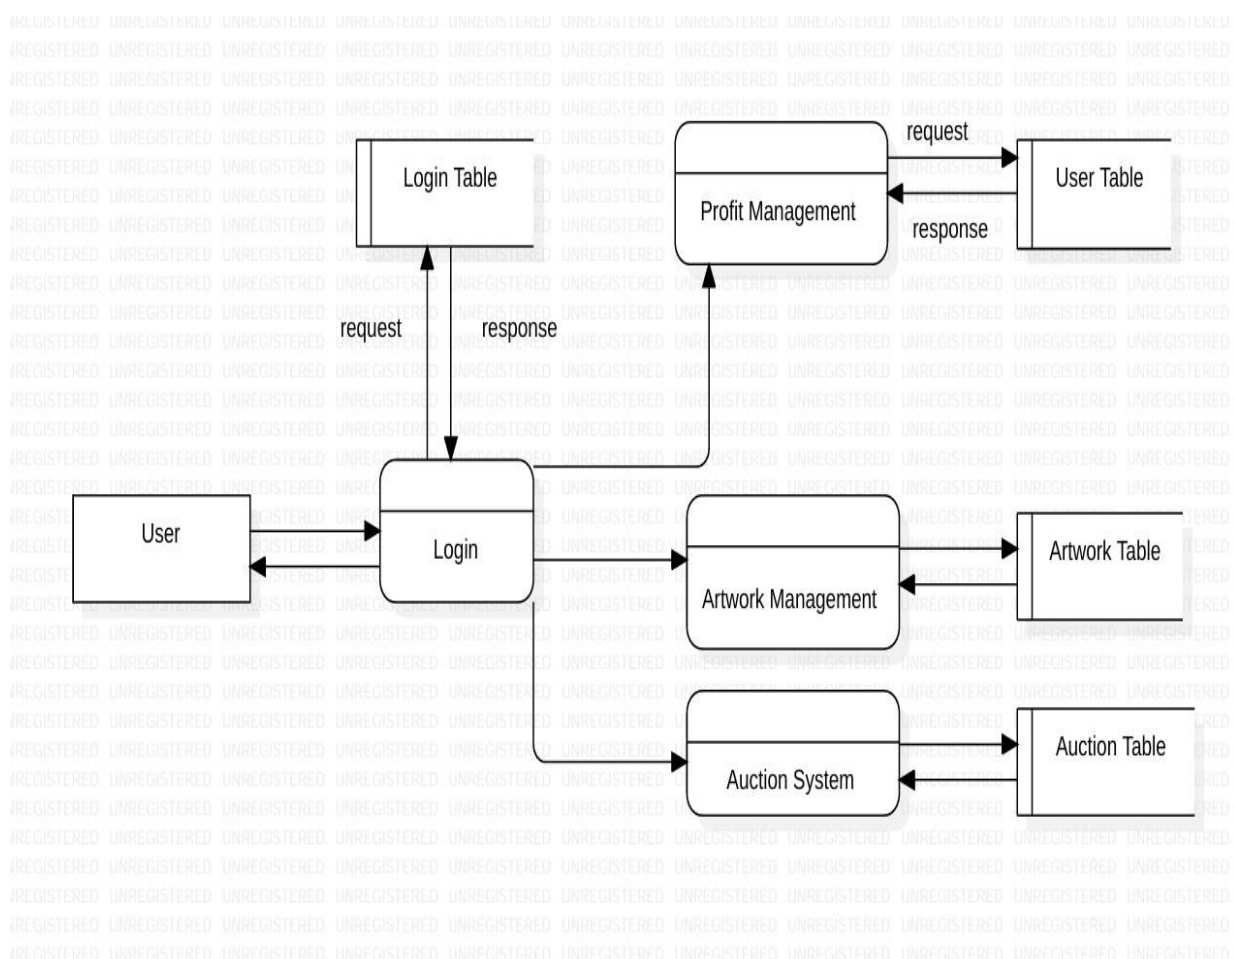 request
Login Table
User Table
Profit Management
response
request
response
User
Login
Artwork Table
Artwork Management
Auction Table
Auction System
UNREGISTERED